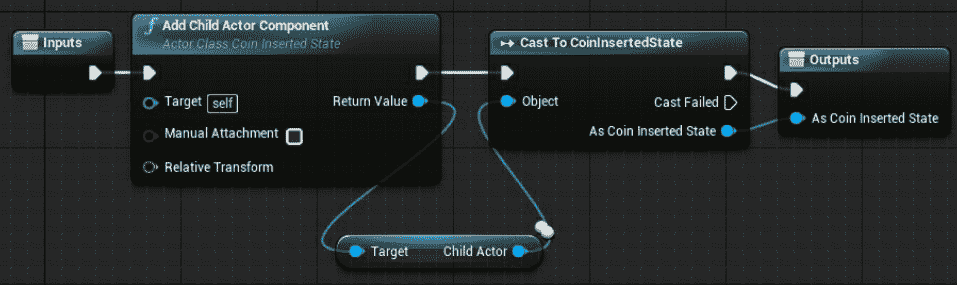 Inputs
Add Child Actor Component
Actor Class Coin Inserted State
Target self
Return Value
Manual Attachment
Relative Transform
Cast To CoinInsertedState
Object
Cast Failed
As Coin Inserted State
Outputs
As Coin Inserted State
Target Child Actor